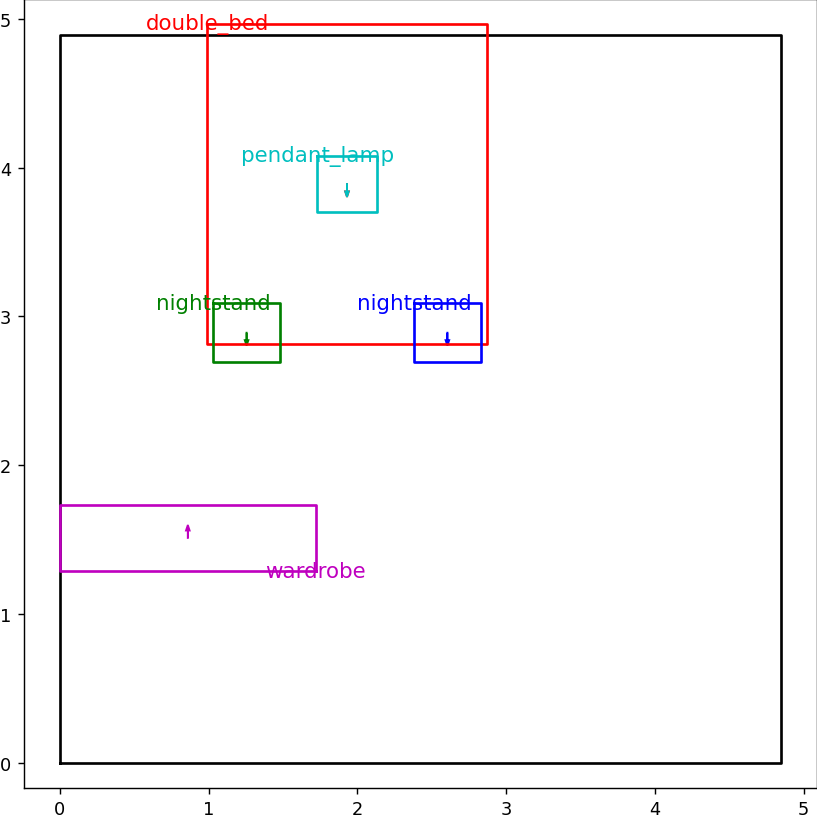 5
double_bed
4
pendant_lamp
3
nightstand
nightstand
2
wardrobe
1
0
0 1 2 3 4 5